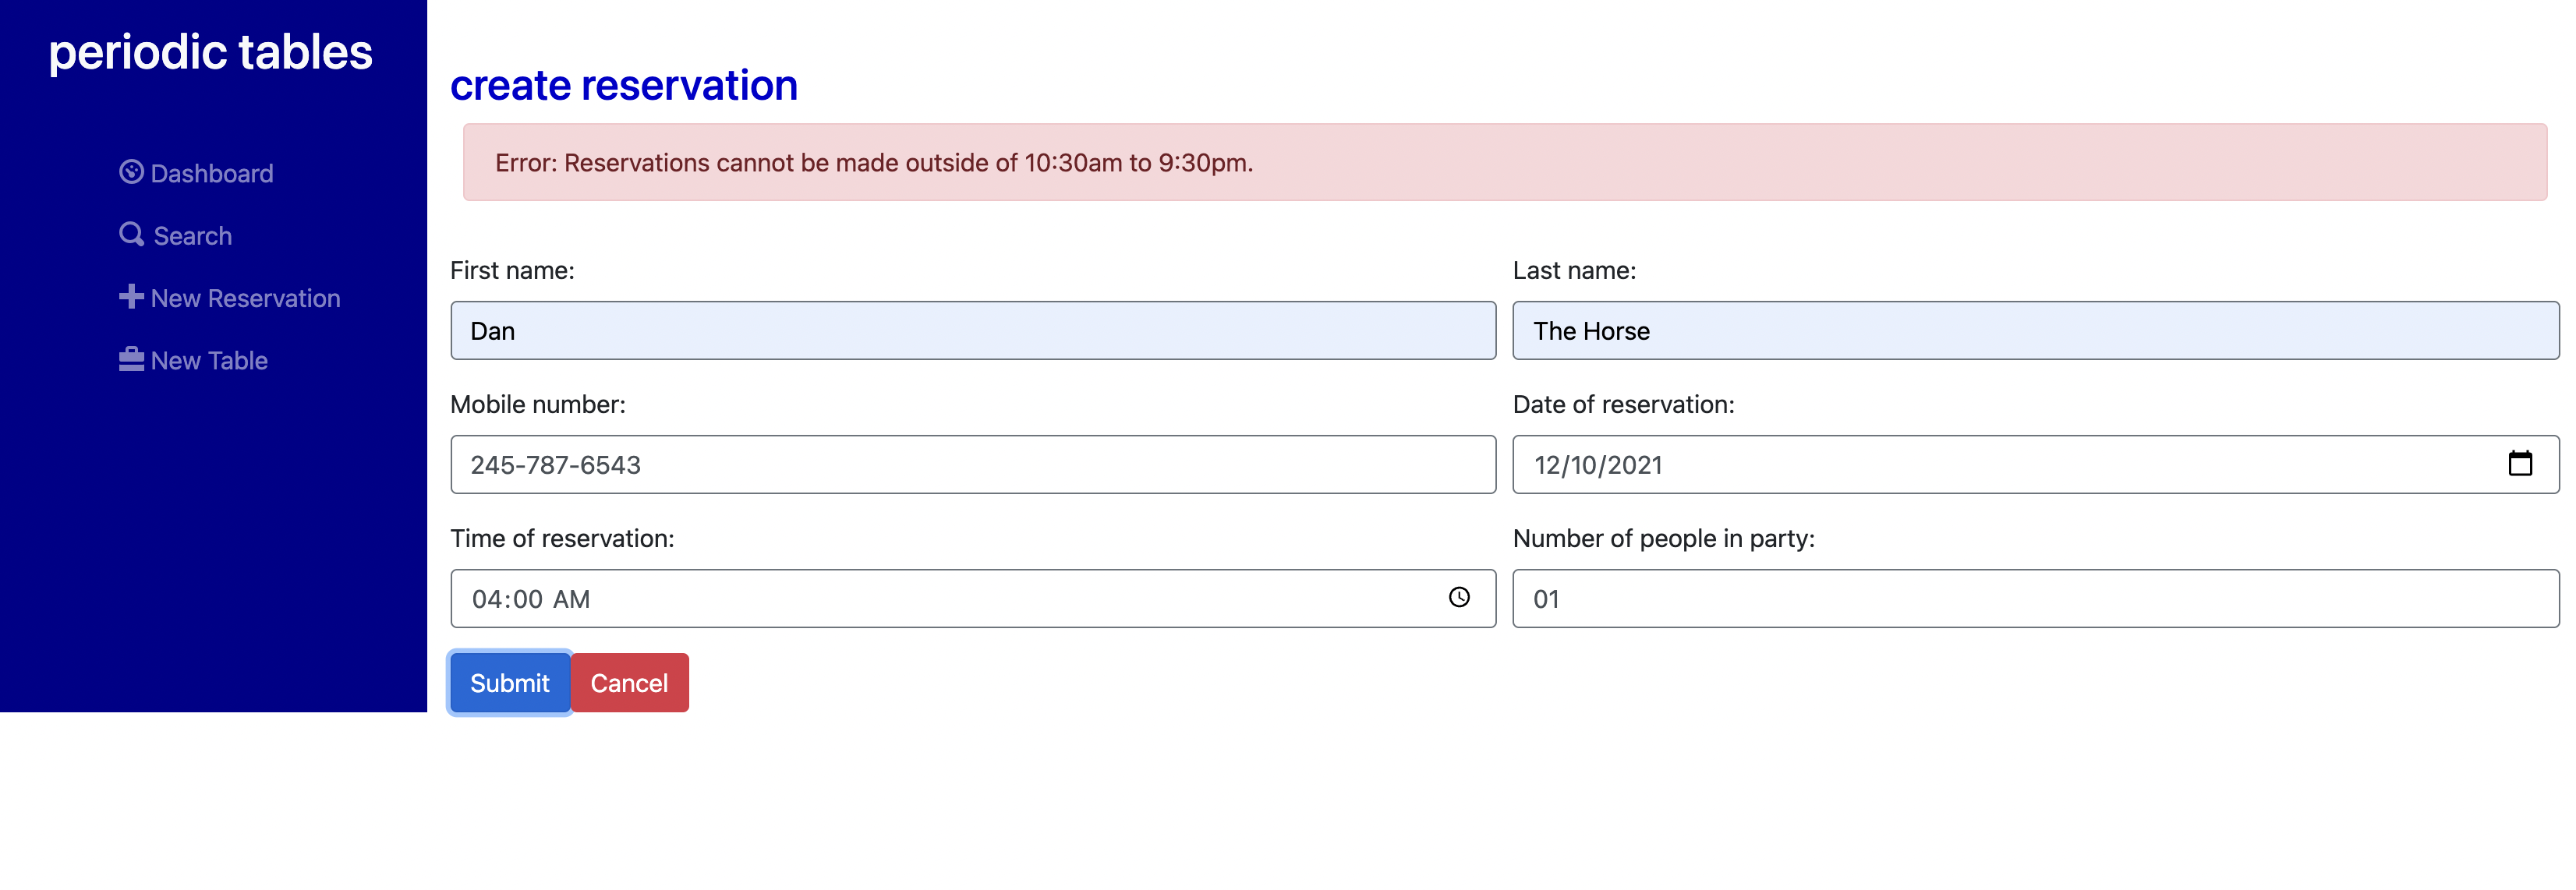 periodic tables
Dashboard
Search
New Reservation
New Table
create reservation
Error: Reservations cannot be made outside of 10:30am to 9:30pm.
First name:
Last name:
Dan
The Horse
Mobile number:
Date of reservation:
245-787-6543
12/10/2021
Time of reservation:
Number of people in party:
04:00 AM
01
Submit
Cancel